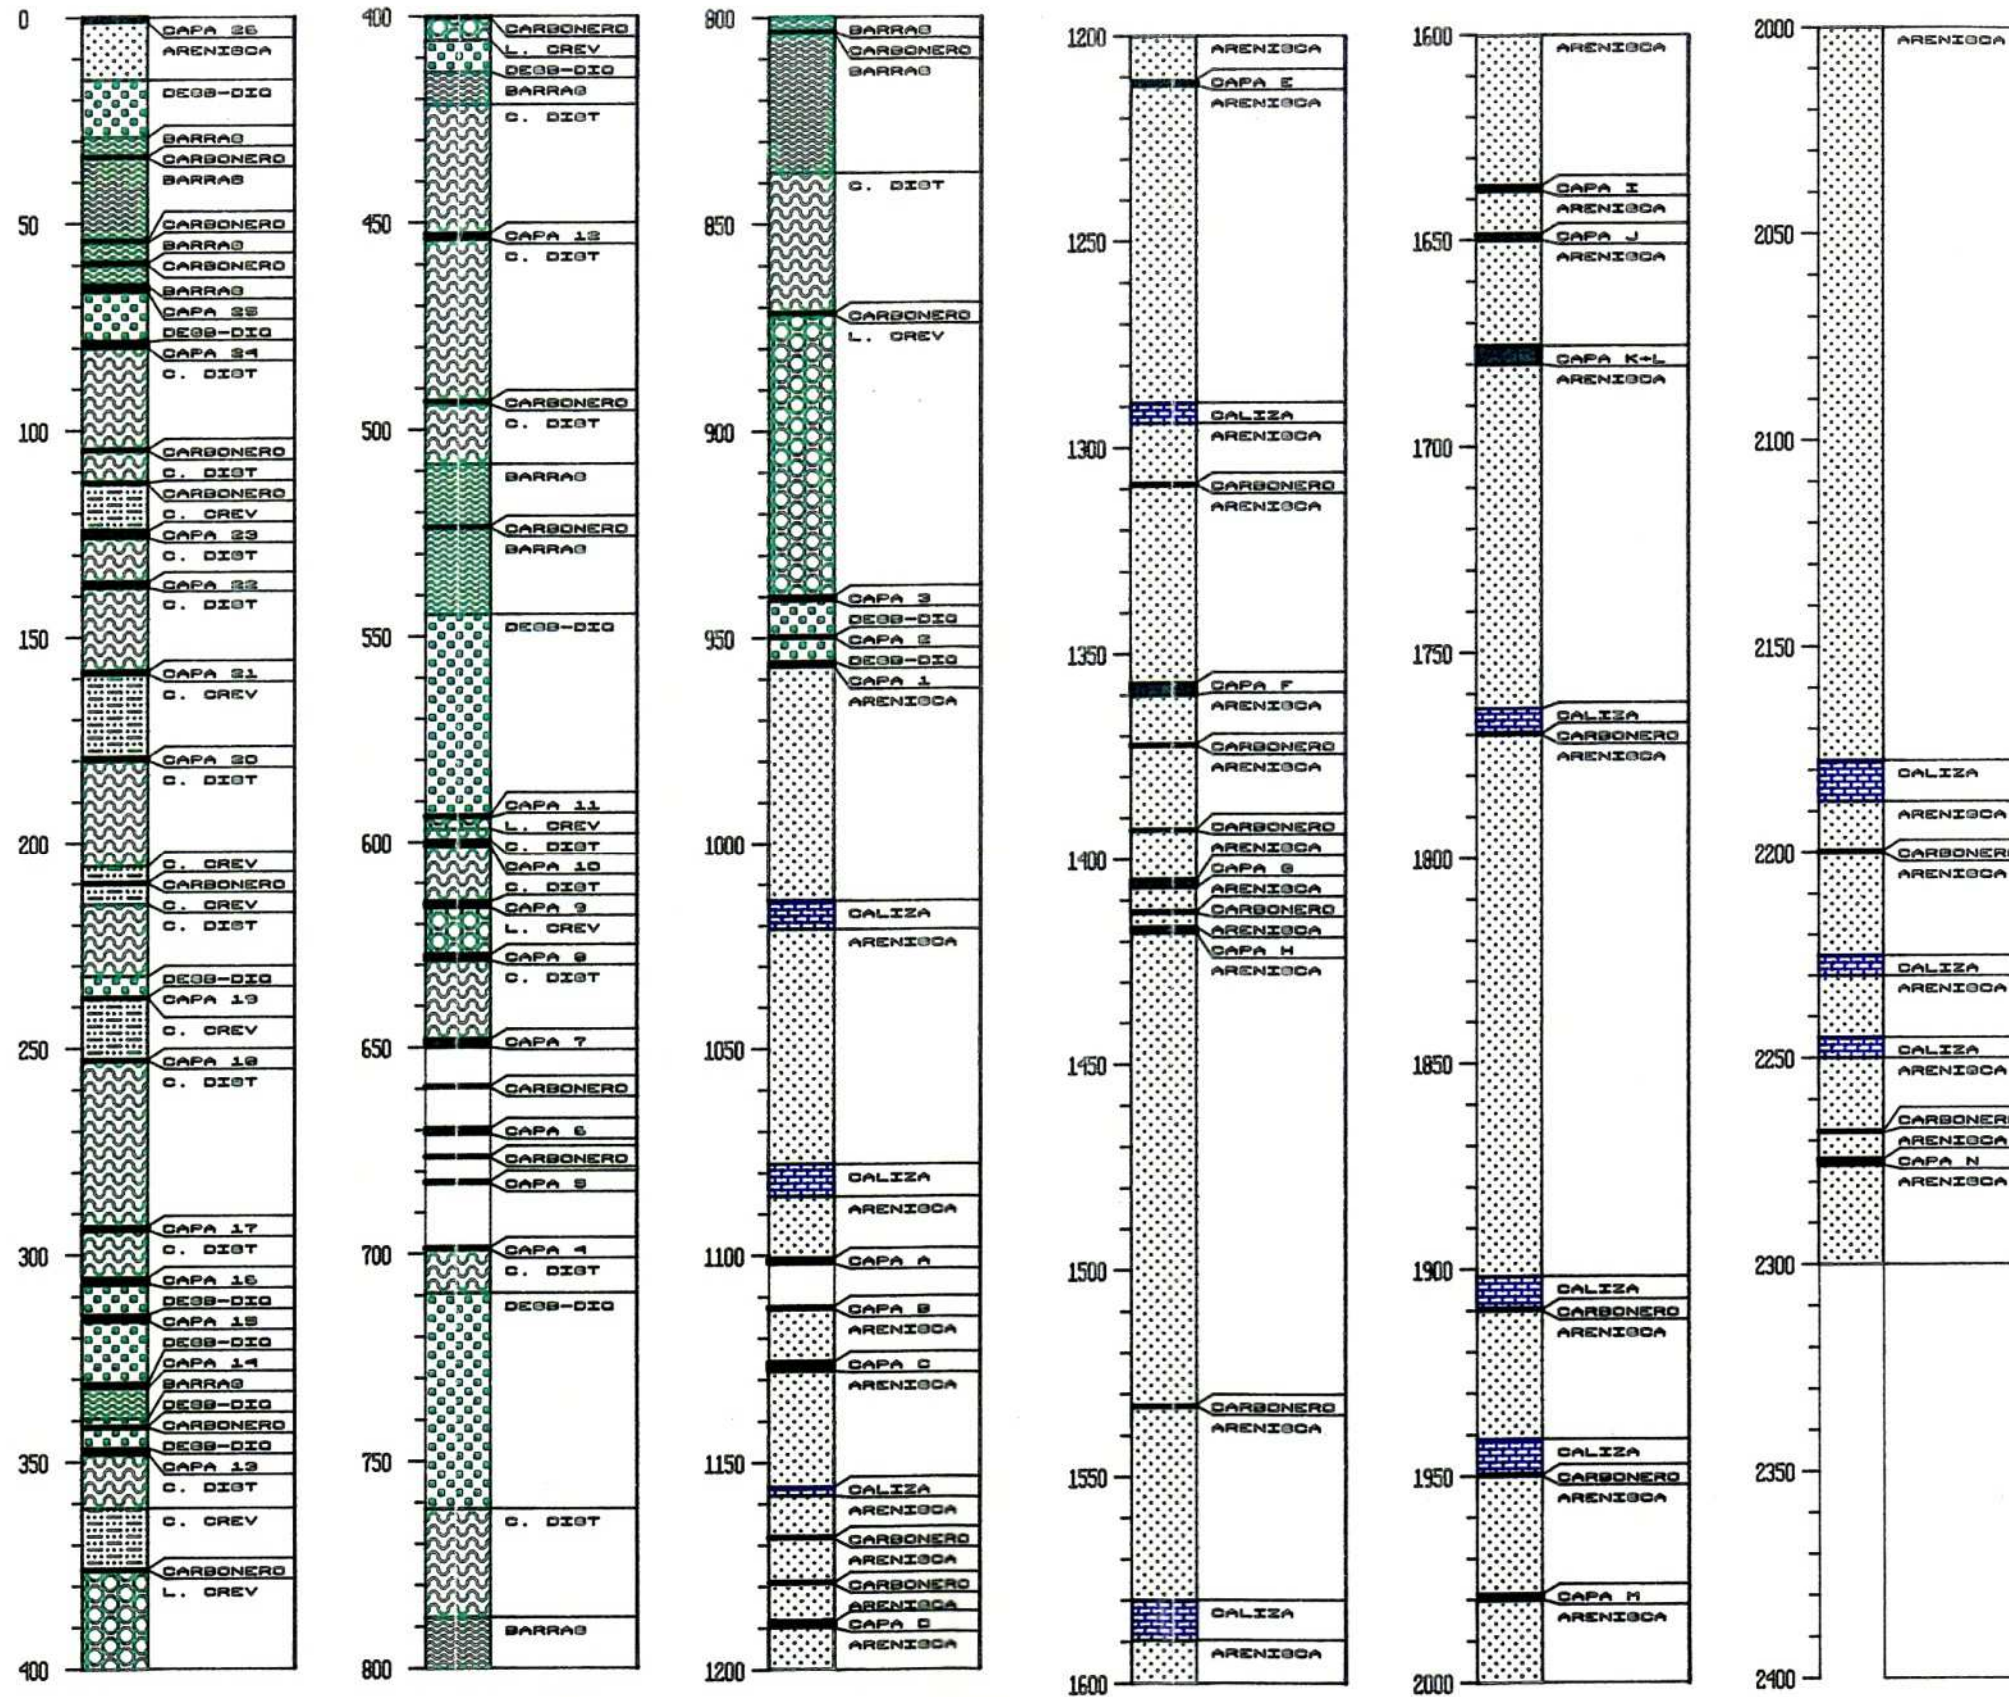 0
50
100
150
200
250
300
350
400
CAPA 26
ARENISCA
DESB-DIQ
BARRAS
CARBONERO
BARRAS
CARBONERO
BARRAS
CARBONERO
BARRAS
CAPA 25
DESB-DIQ
CAPA 24
C. DIST
CARBONERO
C. DIST
CARBONERO
C. CREV
CAPA 23
C. DIST
CAPA 22
C. DIST
CAPA 21
C. CREV
CAPA 20
C. DIST
C. CREV
CARBONERO
C. CREV
C. DIST
DESB-DIQ
CAPA 19
C. CREV
CAPA 18
C. DIST
CAPA 17
C. DIST
CAPA 16
DESB-DIQ
CAPA 15
DESB-DIQ
CAPA 14
BARRAS
DESB-DIQ
CARBONERO
DESB-DIQ
CAPA 13
C. DIST
C. CREV
CARBONERO
L. CREV
400
450
500
550
600
650
700
750
800
CARBONERO
L. CREV
DESB-DIQ
BARRAS
C. DIST
CAPA 12
C. DIST
CARBONERO
C. DIST
BARRAS
CARBONERO
BARRAS
DESB-DIQ
CAPA 11
L. CREV
C. DIST
CAPA 10
C. DIST
CAPA 9
L. CREV
CAPA 8
C. DIST
CAPA 7
CARBONERO
CAPA 6
CARBONERO
CAPA 5
CAPA 4
C. DIST
DESB-DIQ
C. DIST
BARRAS
800
850
900
950
1000
1050
1100
1150
1200
BARRAS
CARBONERO
BARRAS
C. DIST
CARBONERO
L. CREV
CAPA 3
DESB-DIQ
CAPA 2
DESB-DIQ
CAPA 1
ARENISCA
CALIZA
ARENISCA
CALIZA
ARENISCA
CAPA A
CAPA B
ARENISCA
CAPA C
ARENISCA
CALIZA
ARENISCA
CARBONERO
ARENISCA
CARBONERO
ARENISCA
CAPA D
ARENISCA
1200
1250
1300
1350
1400
1450
1500
1550
1600
ARENISCA
CAPA E
ARENISCA
CALIZA
ARENISCA
CARBONERO
ARENISCA
CAPA F
ARENISCA
CARBONERO
ARENISCA
CARBONERO
ARENISCA
CAPA G
ARENISCA
CARBONERO
ARENISCA
CAPA H
ARENISCA
CARBONERO
ARENISCA
CALIZA
ARENISCA
1600
1650
1700
1750
1800
1850
1900
1950
2000
ARENISCA
CAPA I
ARENISCA
CAPA J
ARENISCA
CAPA K+L
ARENISCA
CALIZA
CARBONERO
ARENISCA
CALIZA
CARBONERO
ARENISCA
CALIZA
CARBONERO
ARENISCA
CAPA M
ARENISCA
2000
2050
2100
2150
2200
2250
2300
2350
2400
ARENISCA
CALIZA
ARENISCA
CARBONERO
ARENISCA
CALIZA
ARENISCA
CALIZA
ARENISCA
CARBONERO
ARENISCA
CAPA N
ARENISCA